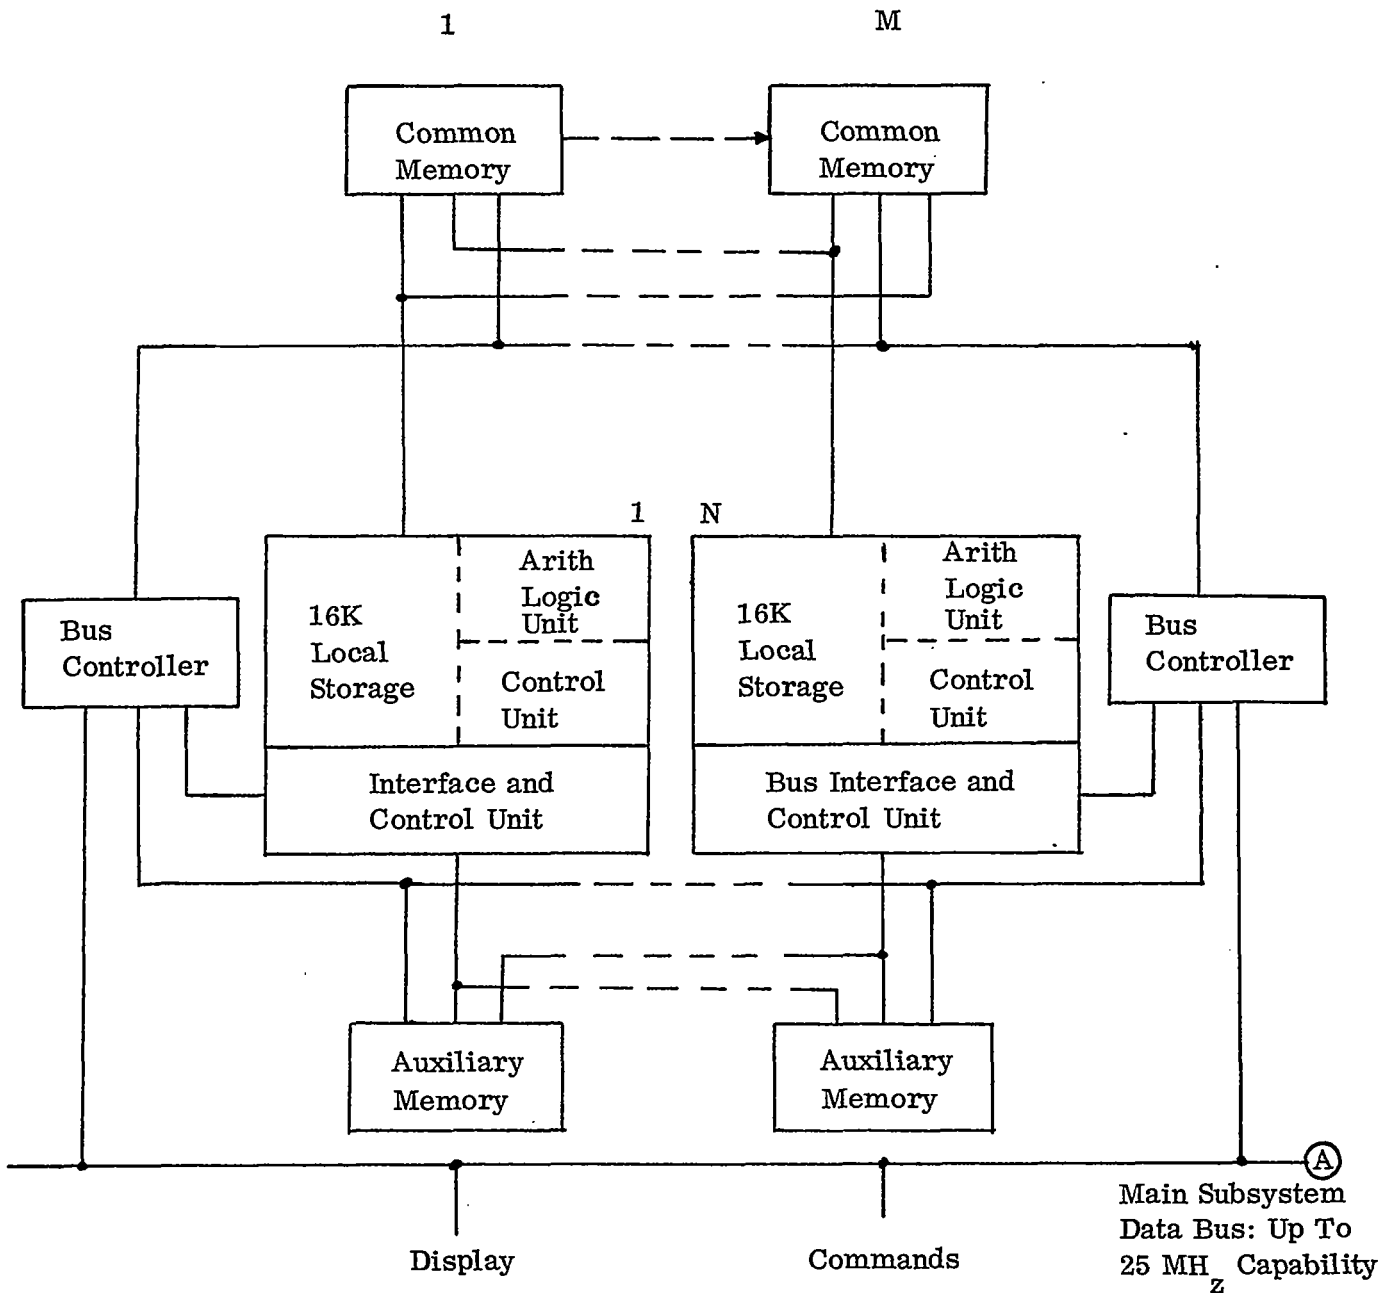 1
M
Common
Memory
Common
Memory
1
N
16K
Local
Storage
Arith
Logic
Unit
Control
Unit
Interface and
Control Unit
16K
Local
Storage
Arith
Logic
Unit
Control
Unit
Bus Interface and
Control Unit
Bus
Controller
Bus
Controller
Auxiliary
Memory
Auxiliary
Memory
A
Main Subsystem
Data Bus: Up To
25 MHz Capability
Display
Commands